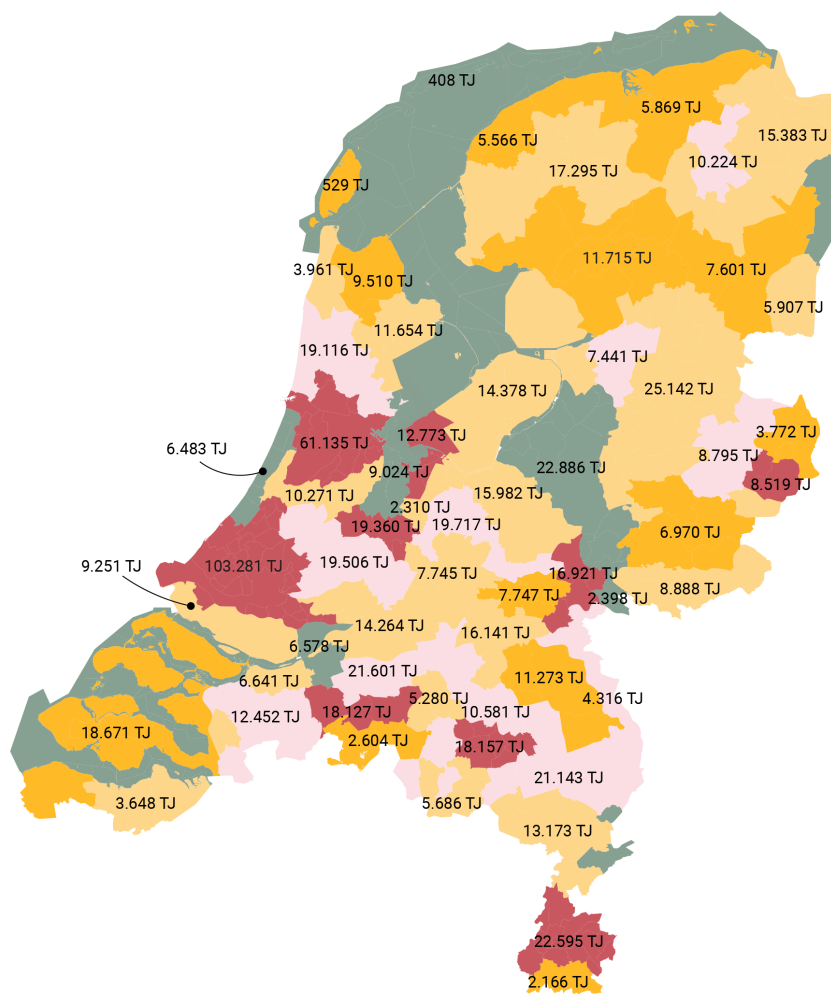 408 TJ
5.869 TJ
5.566 TJ
15.383 TJ
10.224 TJ
17.295 TJ
529 TJ
11.715 TJ
3.961 TJ
7.601 TJ
9.510 TJ
5.907 TJ
11.654 TJ
19.116 TJ
7.441 TJ
14.378 TJ
25.142 TJ
3.772 TJ
12.773 TJ
61.135 TJ
6.483 TJ
8.795 TJ
22.886 TJ
9.024 TJ
8.519 TJ
10.271 TJ
15.982 TJ
2.310 TJ
19.360 TJ
19.717 TJ
6.970 TJ
19.506 TJ
9.251 TJ
103.281 TJ
7.745 TJ
16.921 TJ
8.888 TJ
7.747 TJ
2.398 TJ
14.264 TJ
16.141 TJ
6.578 TJ
21.601 TJ
11.273 TJ
6.641 TJ
5.280 TJ
4.316 TJ
18.127 TJ
10.581 TJ
12.452 TJ
18.671 TJ
2.604 TJ
18.157 TJ
21.143 TJ
3.648 TJ
5.686 TJ
13.173 TJ
22.595 TJ
2.166 TJ